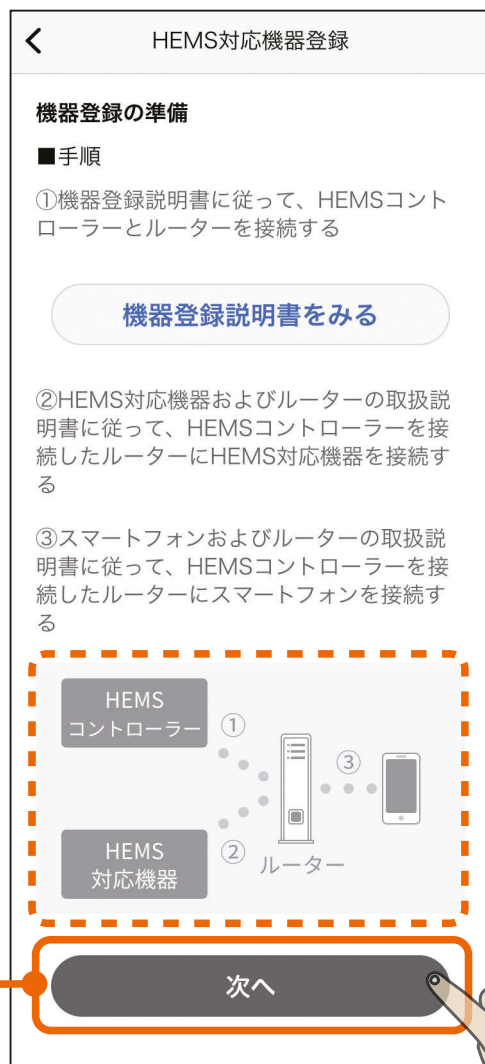 HEMS対応機器登録
機器登録の準備
■手順
①機器登録説明書に従って、HEMSコント
ローラーとルーターを接続する
機器登録説明書をみる
②HEMS対応機器およびルーターの取扱説
明書に従って、HEMSコントローラーを接
続したルーターにHEMS対応機器を接続す
る
③スマートフォンおよびルーターの取扱説
明書に従って、HEMSコントローラーを接
続したルーターにスマートフォンを接続す
る
HEMS
コントローラー
①
③
HEMS
対応機器
②
ルーター
次へ